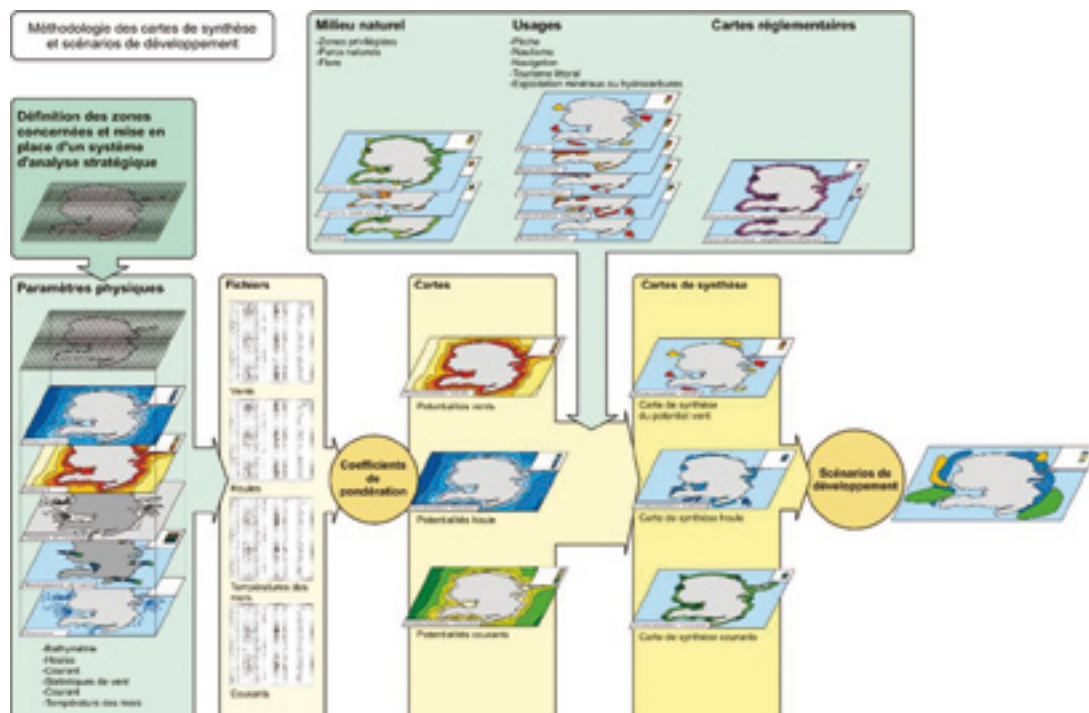 Méthodologie des cartes de synthèse
et scénarios de développement
Milieu naturel
-Zones privilégiées
-Parcs naturels
-Flore
Usages
-Pêche
-Nautisme
-Navigation
-Tourisme littoral
-Exploitation minéraux ou hydrocarbures
Cartes réglementaires
Définition des zones
concernées et mise en
place d'un système
d'analyse stratégique
Paramètres physiques
-Bathymétrie
-Houles
-Courant
-Statistiques de vent
-Courant
-Température des mers
Fichiers
Vents
Houles
Températures des
mers
Courants
Coefficients
de
pondération
Cartes
Potentialités vents
Potentialités houle
Potentialités courants
Cartes de synthèse
Carte de synthèse
du potentiel vent
Carte de synthèse houle
Carte de synthèse courants
Scénarios de
développement